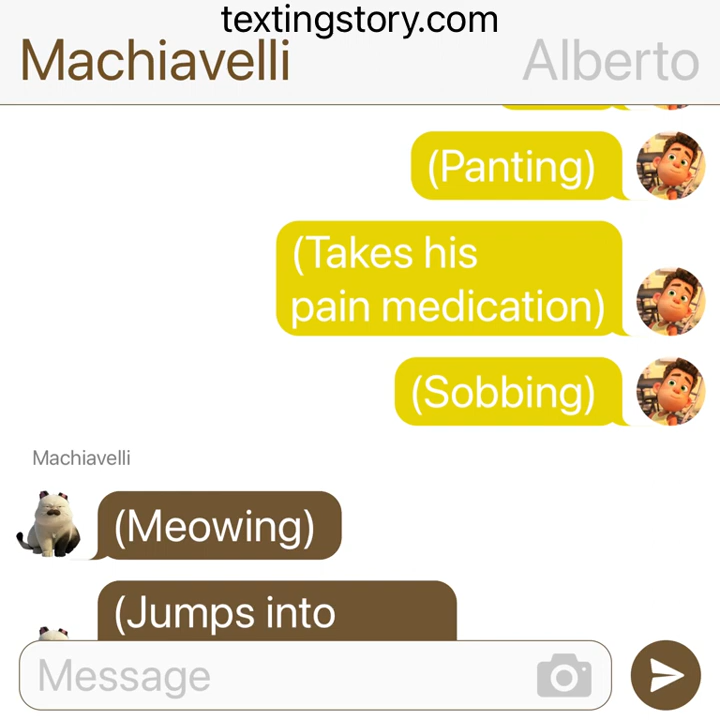 textingstory.com
Machiavelli
Alberto
(Panting)
(Takes his
pain medication)
(Sobbing)
Machiavelli
(Meowing)
(Jumps into
Message